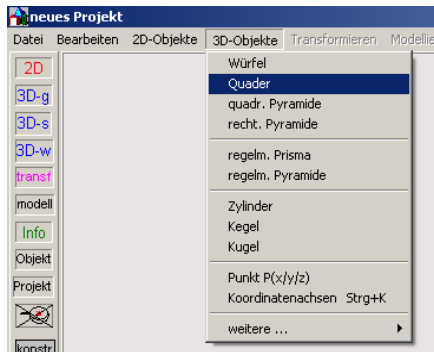 neues Projekt
Datei Bearbeiten 2D-Objekte 3D-Objekte Transformieren Modellie
2D
3D-g
3D-s
3D-w
transf
modell
Info
Objekt
Projekt
konstr
Würfel
Quader
quadr. Pyramide
recht. Pyramide
regelm. Prisma
regelm. Pyramide
Zylinder
Kegel
Kugel
Punkt P(x/y/z)
Koordinatenachsen Strg+K
weitere ...